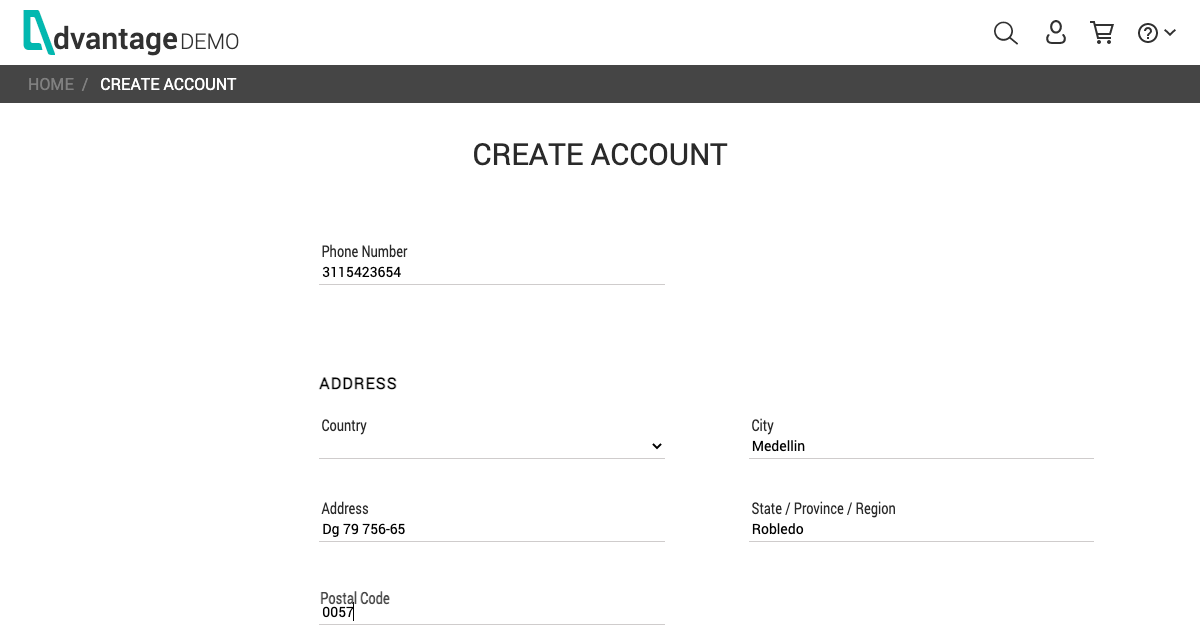 dvantage DEMO
HOME / CREATE ACCOUNT
CREATE ACCOUNT
Phone Number
3115423654
ADDRESS
Country
City
Medellin
Address
Dg 79 756-65
State / Province / Region
Robledo
Postal Code
0057